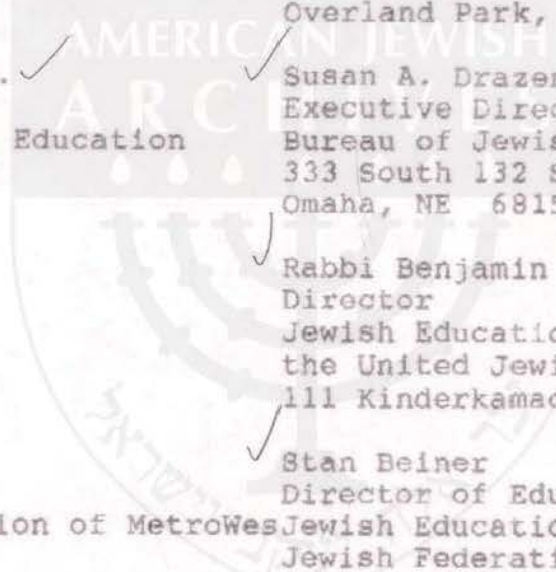 Overland Park,
AMERICAN JEWISH
ARCHIVES
Susan A. Drazen
Executive Direc
Education
Bureau of Jewis
333 South 132 S
Omaha, NE 6815
Rabbi Benjamin
Director
Jewish Educatio
the United Jewi
111 Kinderkamac
Stan Beiner
Director of Edu
ion of MetroWesJewish Educatio
Jewish Federati